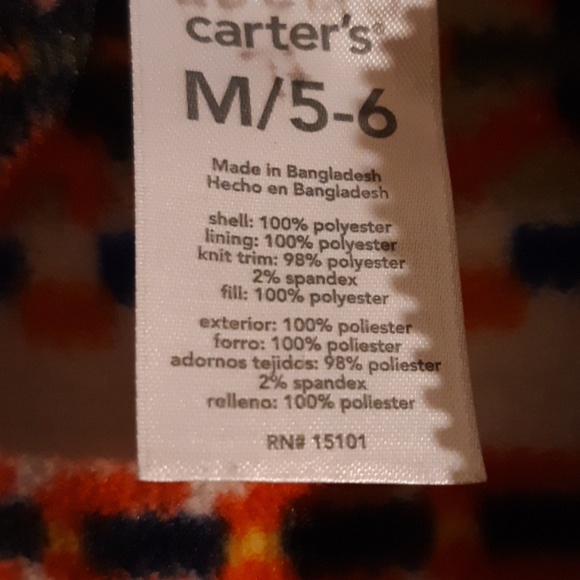 carter's®
M/5-6
Made in Bangladesh
Hecho en Bangladesh
shell: 100% polyester
lining: 100% polyester
knit trim: 98% polyester
2% spandex
fill: 100% polyester
exterior: 100% poliester
forro: 100% poliester
adornos tejidos: 98% poliester
2% spandex
relleno: 100% poliester
RN# 15101